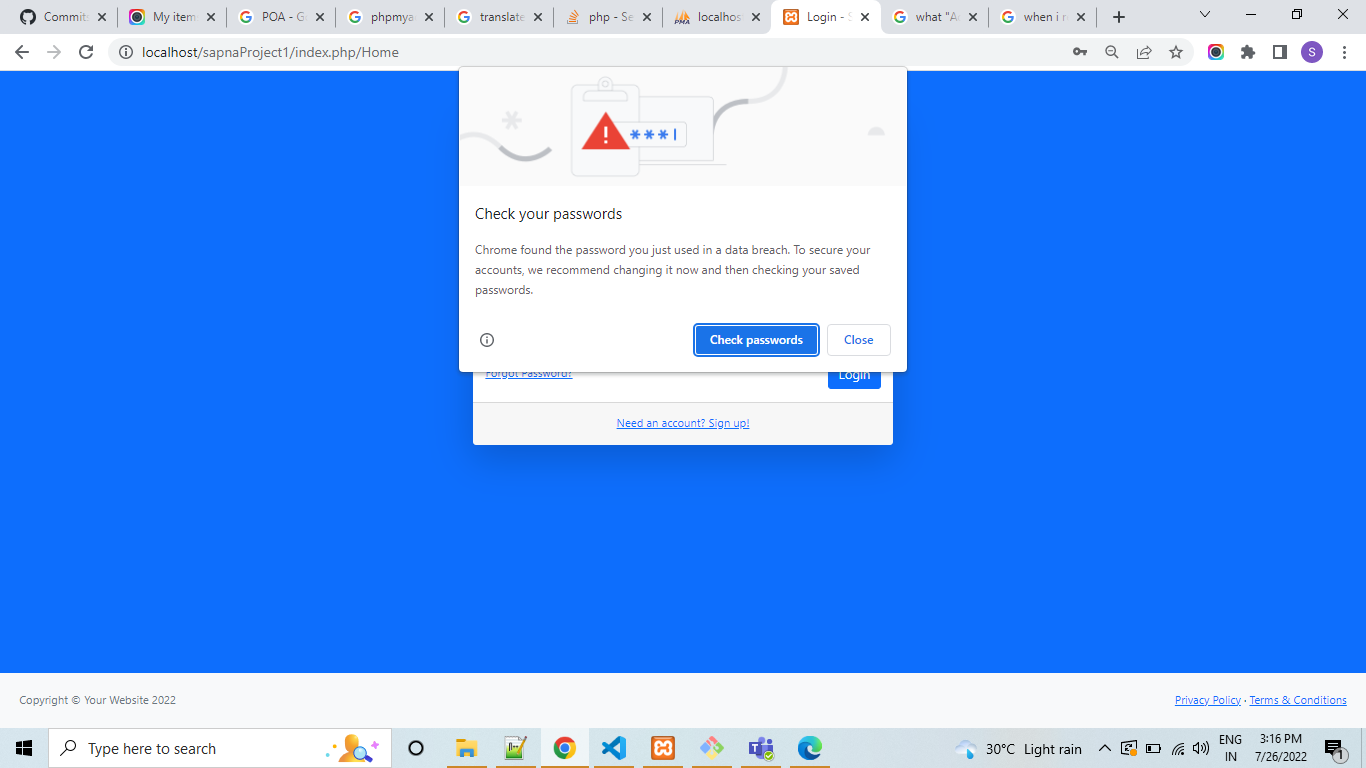 Commits
My item
POA - G
phpmya
translate
php - Se
localhos
Login - S
what "A
when i r
localhost/sapnaProject1/index.php/Home
S
***
Check your passwords
Chrome found the password you just used in a data breach. To secure your
accounts, we recommend changing it now and then checking your saved
passwords.
Check passwords
Close
Forgot Password?
Login
Need an account? Sign up!
Copyright © Your Website 2022
Privacy Policy · Terms & Conditions
Type here to search
30°C Light rain
ENG
IN
3:16 PM
7/26/2022
1